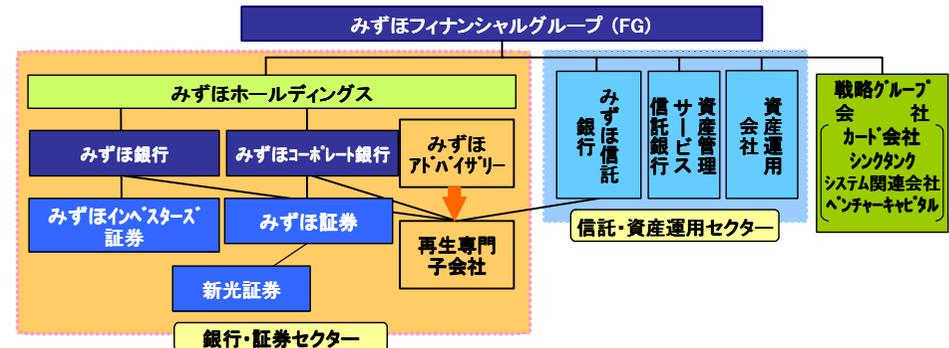 みずほフィナンシャルグループ (FG)
みずほホールディングス
みずほ銀行
みずほｺｰﾎﾟﾚｰﾄ銀行
みずほ
ｱﾄﾞﾊﾞｲｻﾞﾘｰ
みずほｲﾝﾍﾞｽﾀｰｽﾞ
証券
みずほ証券
再生専門
子会社
新光証券
銀行・証券セクター
みずほ信託
銀行
資産管理
サービス
信託銀行
資産運用
会社
信託・資産運用セクター
戦略ｸﾞﾙｰﾌﾟ
会　社
カード会社
シンクタンク
システム関連会社
ﾍﾞﾝﾁｬｰｷｬﾋﾟﾀﾙ